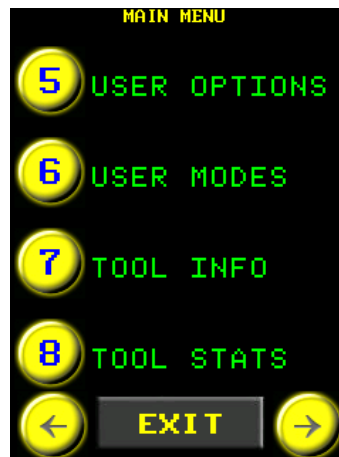 MAIN MENU
5 USER OPTIONS
6 USER MODES
7 TOOL INFO
8 TOOL STATS
← EXIT →